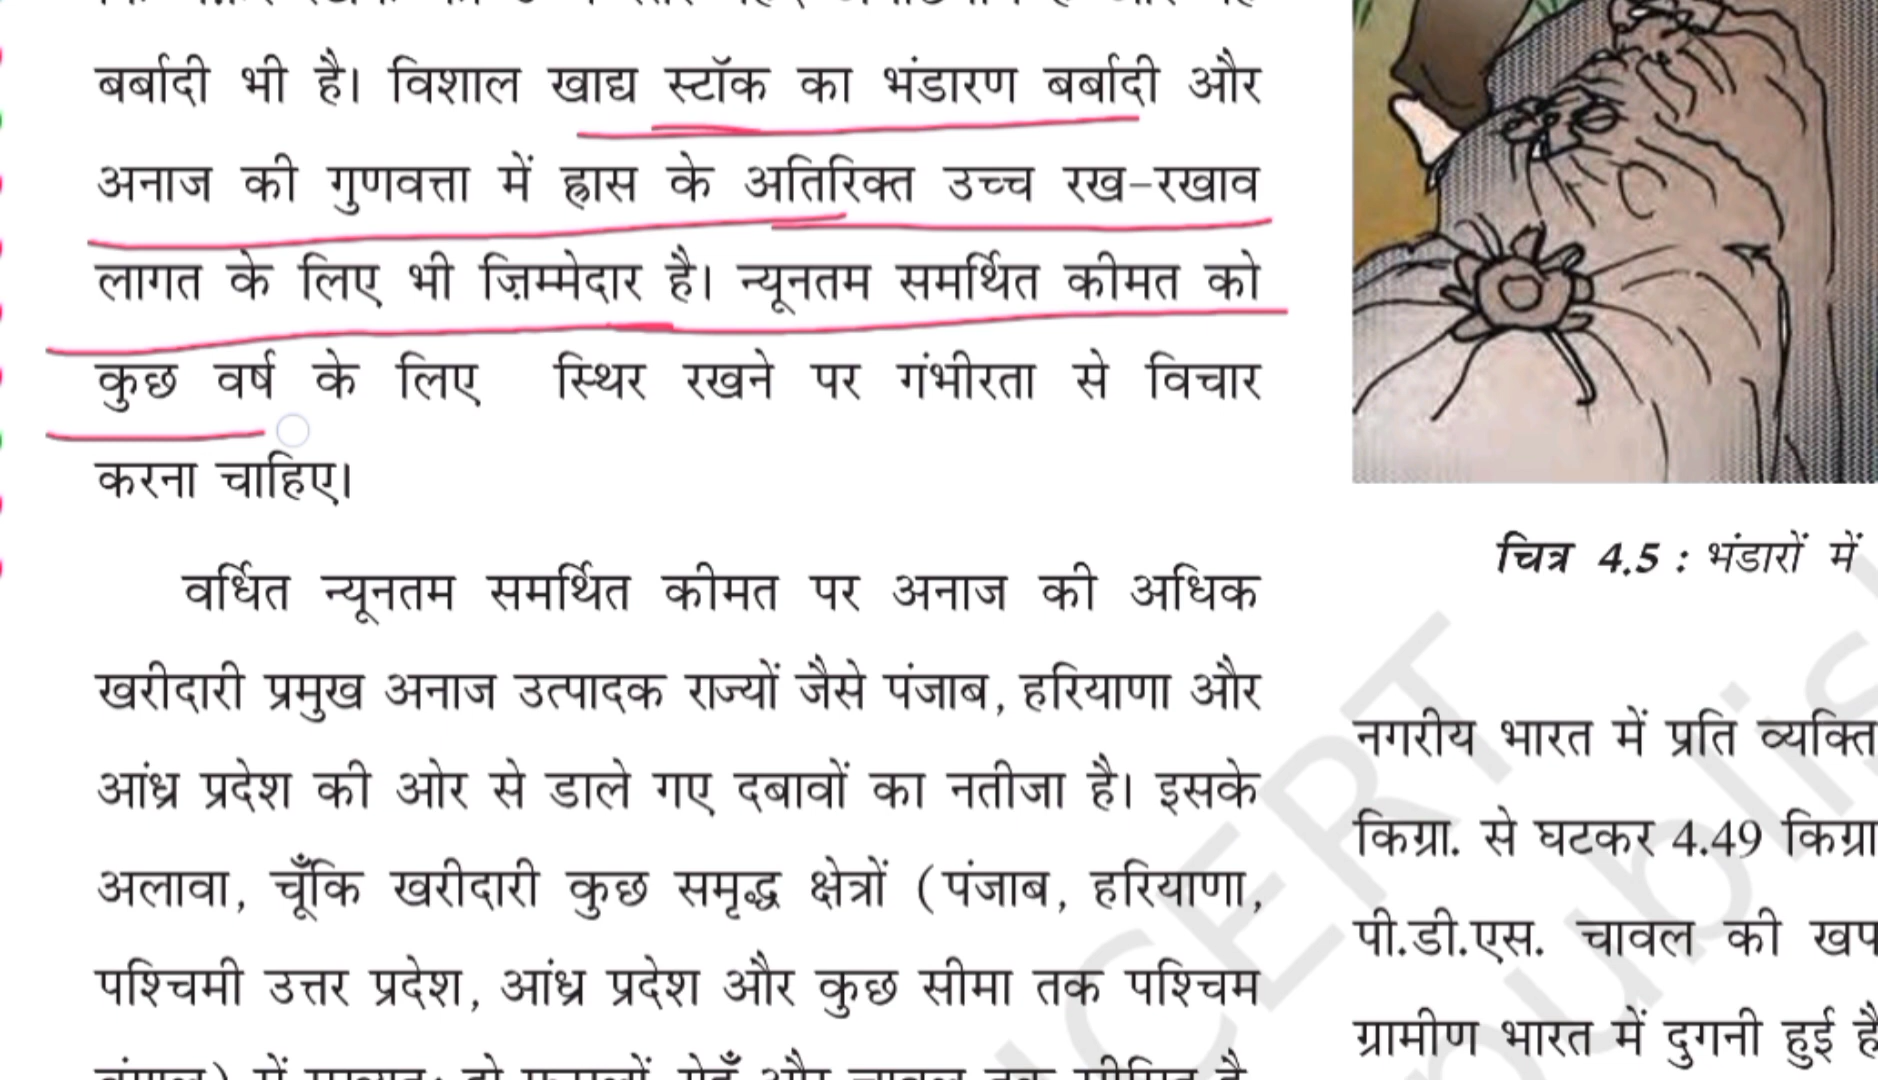 बर्बादी भी है। विशाल खाद्य स्टॉक का भंडारण बर्बादी और
अनाज की गुणवत्ता में ह्रास के अतिरिक्त उच्च रख-रखाव
लागत के लिए भी ज़िम्मेदार है। न्यूनतम समर्थित कीमत को
कुछ वर्ष के लिए स्थिर रखने पर गंभीरता से विचार
करना चाहिए।
वर्धित न्यूनतम समर्थित कीमत पर अनाज की अधिक
खरीदारी प्रमुख अनाज उत्पादक राज्यों जैसे पंजाब, हरियाणा और
आंध्र प्रदेश की ओर से डाले गए दबावों का नतीजा है। इसके
अलावा, चूँकि खरीदारी कुछ समृद्ध क्षेत्रों (पंजाब, हरियाणा,
पश्चिमी उत्तर प्रदेश, आंध्र प्रदेश और कुछ सीमा तक पश्चिम
चित्र 4.5 : भंडारों में
नगरीय भारत में प्रति व्यक्ति
किग्रा. से घटकर 4.49 किग्रा
पी.डी.एस. चावल की
ग्रामीण भारत में दुगनी हुई है